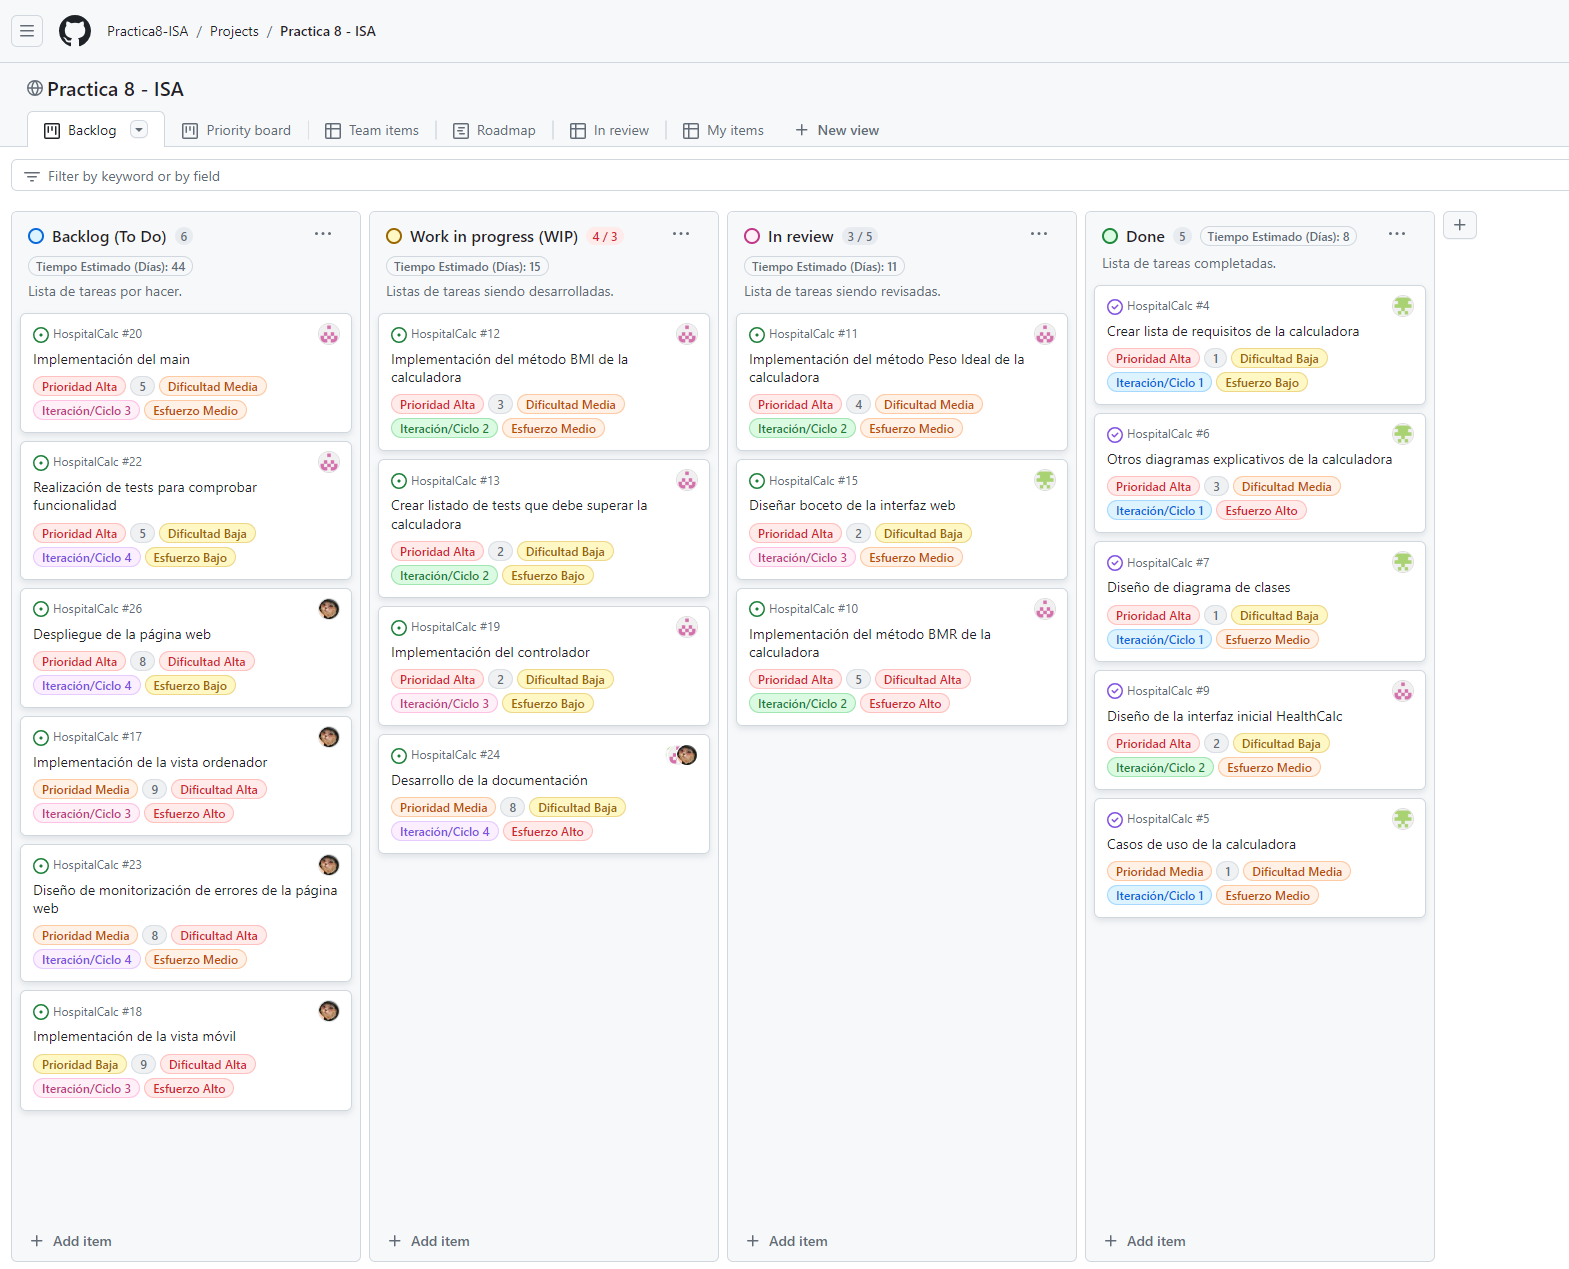 Practica8-ISA / Projects / Practica 8 - ISA
Practica 8 - ISA
Backlog
Priority board
Team items
Roadmap
In review
My items
New view
Filter by keyword or by field
Backlog (To Do) 6
Tiempo Estimado (Días): 44
Lista de tareas por hacer.
HospitalCalc #20
Implementación del main
Prioridad Alta 5 Dificultad Media
Iteración/Ciclo 3 Esfuerzo Medio
HospitalCalc #22
Realización de tests para comprobar
funcionalidad
Prioridad Alta 5 Dificultad Baja
Iteración/Ciclo 4 Esfuerzo Bajo
HospitalCalc #26
Despliegue de la página web
Prioridad Alta 8 Dificultad Alta
Iteración/Ciclo 4 Esfuerzo Bajo
HospitalCalc #17
Implementación de la vista ordenador
Prioridad Media 9 Dificultad Alta
Iteración/Ciclo 3 Esfuerzo Alto
HospitalCalc #23
Diseño de monitorización de errores de la página
web
Prioridad Media 8 Dificultad Alta
Iteración/Ciclo 4 Esfuerzo Medio
HospitalCalc #18
Implementación de la vista móvil
Prioridad Baja 9 Dificultad Alta
Iteración/Ciclo 3 Esfuerzo Alto
Add item
Work in progress (WIP) 4 / 3
Tiempo Estimado (Días): 15
Listas de tareas siendo desarrolladas.
HospitalCalc #12
Implementación del método BMI de la
calculadora
Prioridad Alta 3 Dificultad Media
Iteración/Ciclo 2 Esfuerzo Medio
HospitalCalc #13
Crear listado de tests que debe superar la
calculadora
Prioridad Alta 2 Dificultad Baja
Iteración/Ciclo 2 Esfuerzo Bajo
HospitalCalc #19
Implementación del controlador
Prioridad Alta 2 Dificultad Baja
Iteración/Ciclo 3 Esfuerzo Bajo
HospitalCalc #24
Desarrollo de la documentación
Prioridad Media 8 Dificultad Baja
Iteración/Ciclo 4 Esfuerzo Alto
Add item
In review 3 / 5
Tiempo Estimado (Días): 11
Lista de tareas siendo revisadas.
HospitalCalc #11
Implementación del método Peso Ideal de la
calculadora
Prioridad Alta 4 Dificultad Media
Iteración/Ciclo 2 Esfuerzo Medio
HospitalCalc #15
Diseñar boceto de la interfaz web
Prioridad Alta 2 Dificultad Baja
Iteración/Ciclo 3 Esfuerzo Medio
HospitalCalc #10
Implementación del método BMR de la
calculadora
Prioridad Alta 5 Dificultad Alta
Iteración/Ciclo 2 Esfuerzo Alto
Add item
Done 5 Tiempo Estimado (Días): 8
Lista de tareas completadas.
HospitalCalc #4
Crear lista de requisitos de la calculadora
Prioridad Alta 1 Dificultad Baja
Iteración/Ciclo 1 Esfuerzo Bajo
HospitalCalc #6
Otros diagramas explicativos de la calculadora
Prioridad Alta 3 Dificultad Media
Iteración/Ciclo 1 Esfuerzo Alto
HospitalCalc #7
Diseño de diagrama de clases
Prioridad Alta 1 Dificultad Baja
Iteración/Ciclo 1 Esfuerzo Medio
HospitalCalc #9
Diseño de la interfaz inicial HealthCalc
Prioridad Alta 2 Dificultad Baja
Iteración/Ciclo 2 Esfuerzo Medio
HospitalCalc #5
Casos de uso de la calculadora
Prioridad Media 1 Dificultad Media
Iteración/Ciclo 1 Esfuerzo Medio
Add item